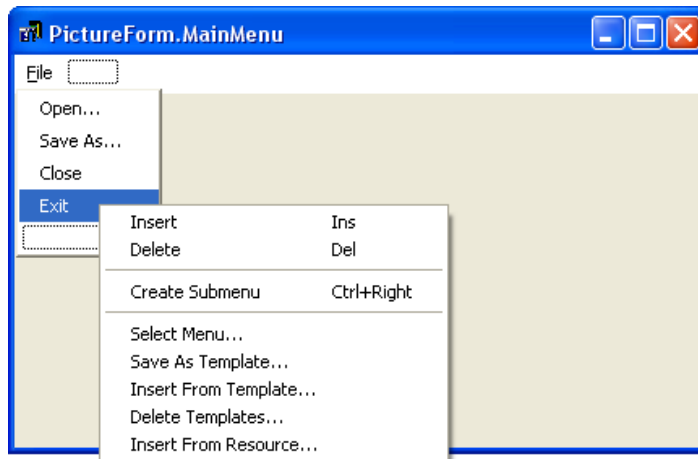 PictureForm.MainMenu
File
Open...
Save As...
Close
Exit
Insert Ins
Delete Del
Create Submenu Ctrl+Right
Select Menu...
Save As Template...
Insert From Template...
Delete Templates...
Insert From Resource...